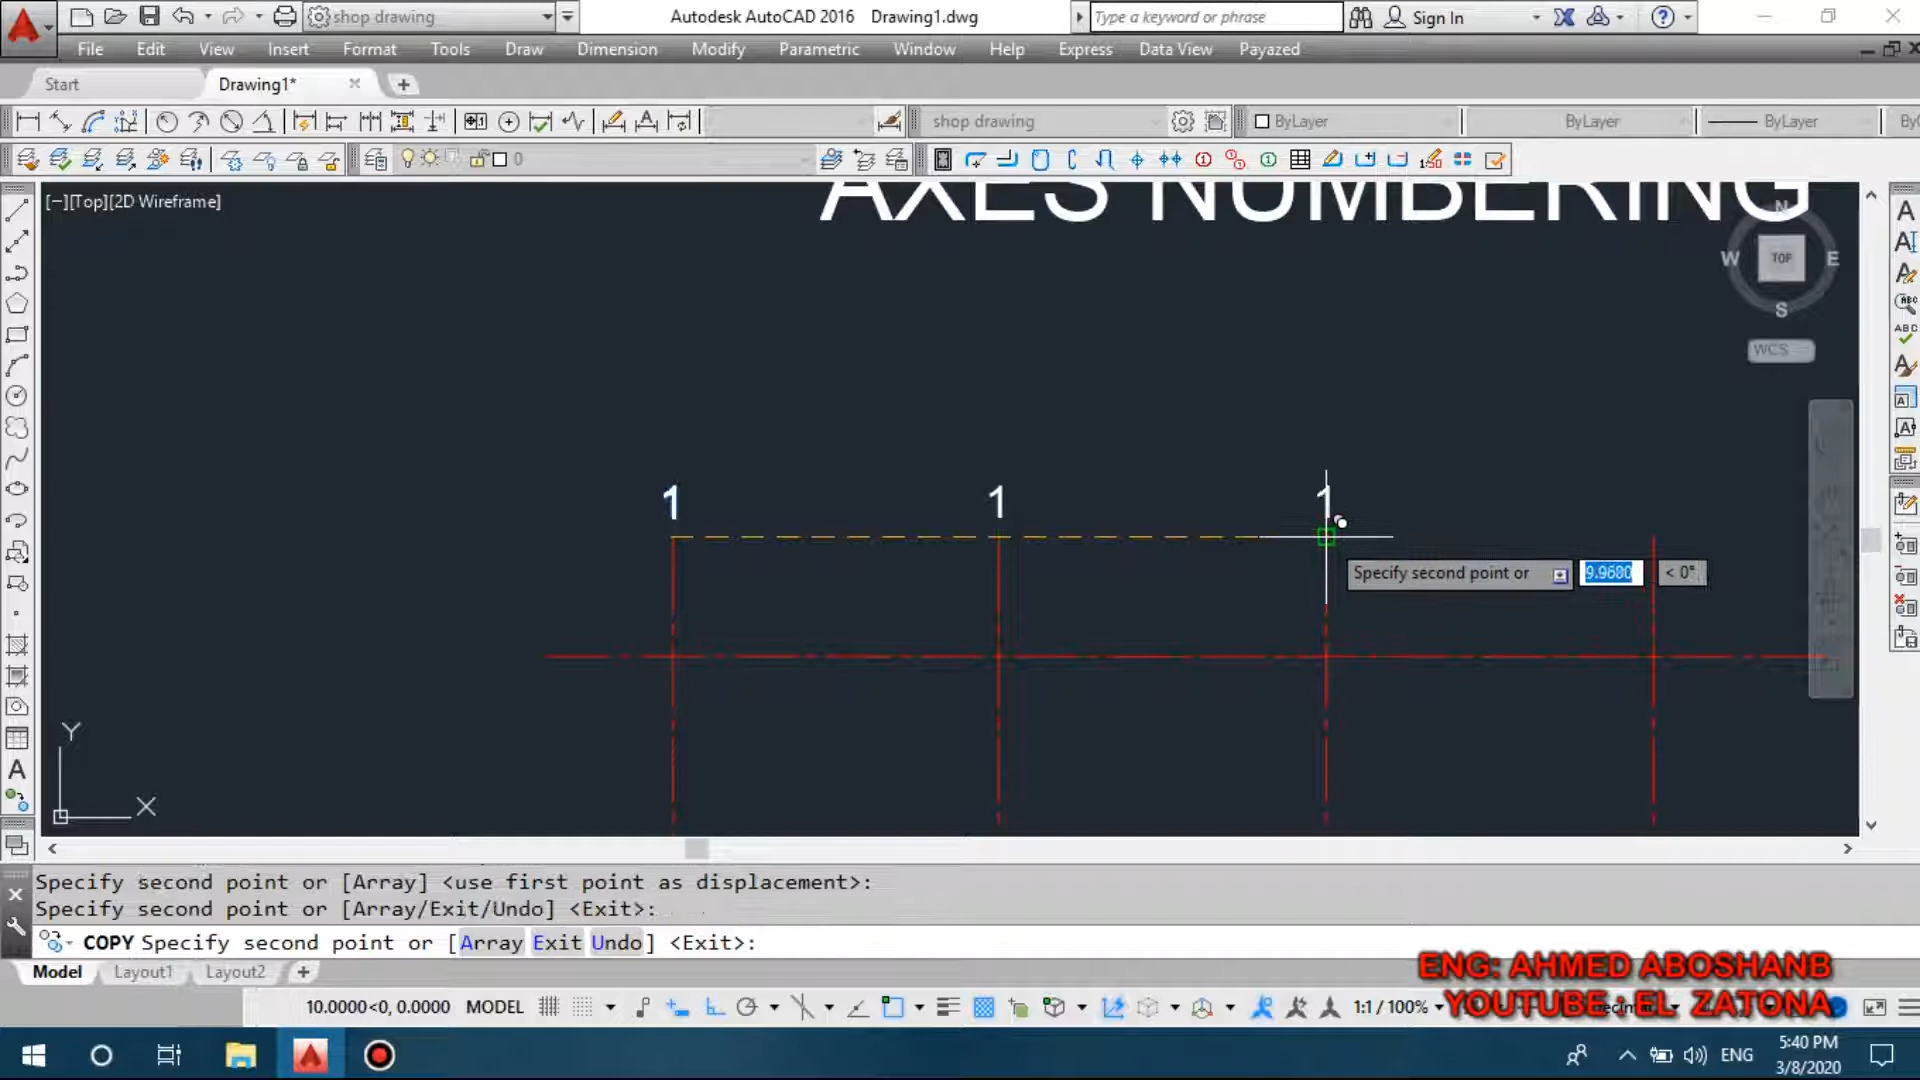 shop drawing
Autodesk AutoCAD 2016 Drawing1.dwg
Type a keyword or phrase
Sign In
File Edit View Insert Format Tools Draw Dimension Modify Parametric Window Help Express Data View Payazed
Start
Drawing1*
shop drawing
ByLayer
ByLayer
ByLayer
0
[−][Top][2D Wireframe]
AXES NUMBERING
N
W
TOP
E
S
WCS
1
1
1
Specify second point or
9.9680
< 0°
Y
X
Specify second point or [Array] <use first point as displacement>:
Specify second point or [Array/Exit/Undo] <Exit>:
COPY Specify second point or [Array Exit Undo] <Exit>:
ENG: AHMED ABOSHANB
Model Layout1 Layout2
10.0000<0, 0.0000 MODEL
1:1 / 100%
YOUTUBE : EL ZATONA
5:40 PM
ENG
3/8/2020